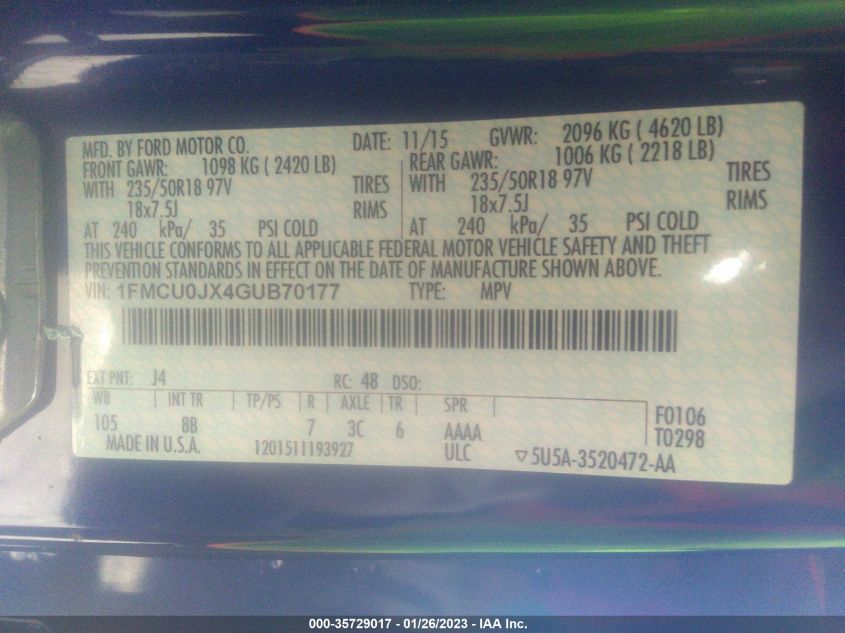 MFD. BY FORD MOTOR CO. DATE: 11/15 GVWR: 2096 KG ( 4620 LB)
FRONT GAWR: 1098 KG ( 2420 LB) REAR GAWR: 1006 KG ( 2218 LB)
WITH 235/50R18 97V TIRES WITH 235/50R18 97V TIRES
18x7.5J RIMS 18x7.5J RIMS
AT 240 kPa/ 35 PSI COLD AT 240 kPa/ 35 PSI COLD
THIS VEHICLE CONFORMS TO ALL APPLICABLE FEDERAL MOTOR VEHICLE SAFETY AND THEFT
PREVENTION STANDARDS IN EFFECT ON THE DATE OF MANUFACTURE SHOWN ABOVE.
VIN: 1FMCU0JX4GUB70177 TYPE: MPV
EXT PNT: J4 RC: 48 DSO:
WB INT TR TP/PS R AXLE TR SPR
105 8B 7 3C 6 AAAA F0106
T0298
MADE IN U.S.A. 1201511193927 ULC ▽5U5A-3520472-AA
000-35729017 - 01/26/2023 - IAA Inc.